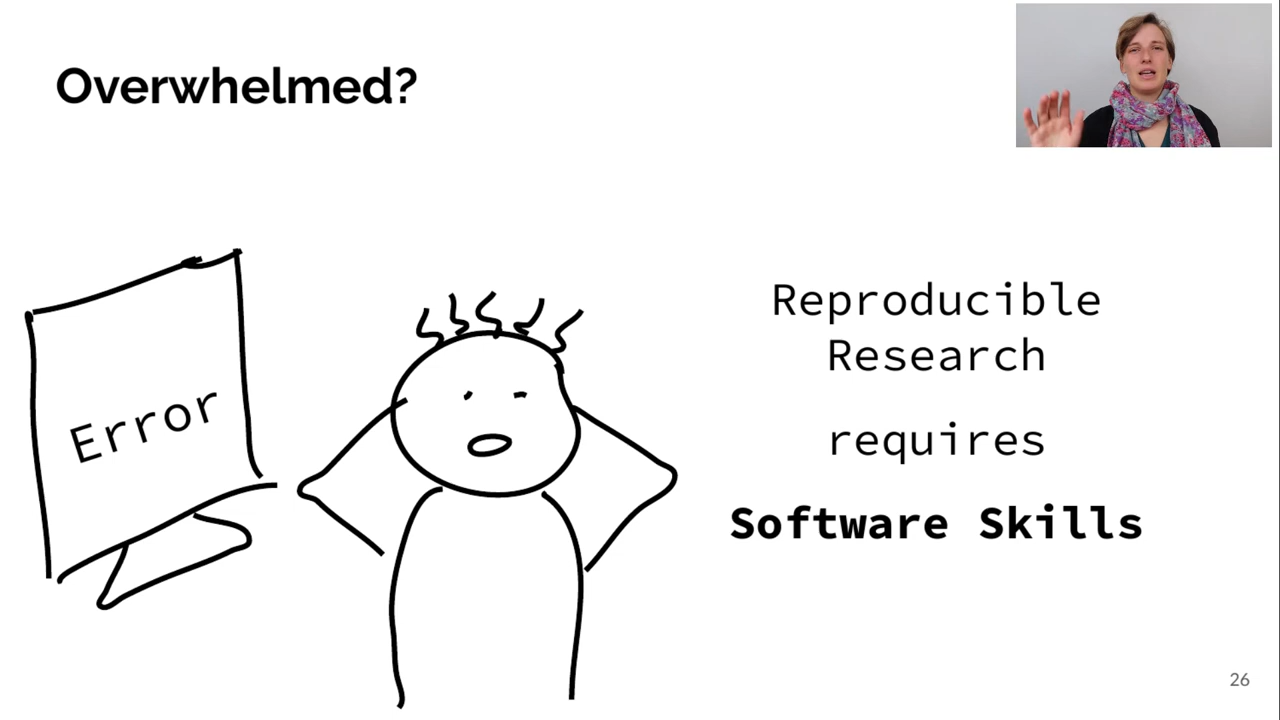 Overwhelmed?
Error
Reproducible
Research
requires
Software Skills
26